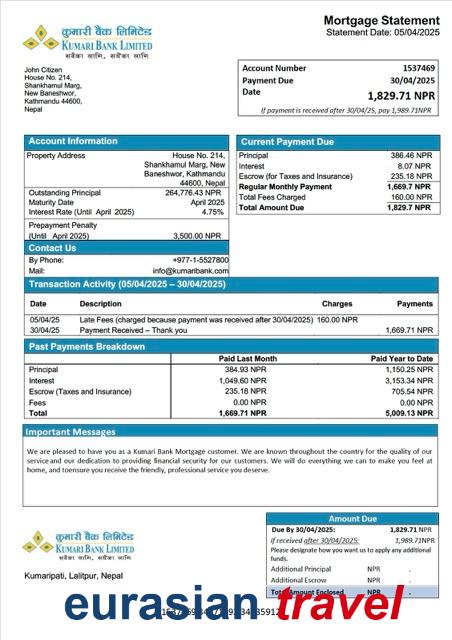 Mortgage Statement
Statement Date: 05/04/2025
कुमारी बैंक लिमिटेड
KUMARI BANK LIMITED
सबैका लागि, सधैंका लागि
John Citizen
House No. 214,
Shankhamul Marg,
New Baneshwor,
Kathmandu 44600,
Nepal
Account Number 1537469
Payment Due 30/04/2025
Date 1,829.71 NPR
If payment is received after 30/04/25, pay 1,989.71NPR
Account Information
Property Address House No. 214,
Shankhamul Marg, New
Baneshwor, Kathmandu
44600, Nepal
Outstanding Principal 264,776.43 NPR
Maturity Date April 2025
Interest Rate (Until April 2025) 4.75%
Prepayment Penalty
(Until April 2025) 3,500.00 NPR
Contact Us
By Phone: +977-1-5527800
Mail: info@kumaribank.com
Current Payment Due
Principal 386.46 NPR
Interest 8.07 NPR
Escrow (for Taxes and Insurance) 235.18 NPR
Regular Monthly Payment 1,669.7 NPR
Total Fees Charged 160.00 NPR
Total Amount Due 1,829.7 NPR
Transaction Activity (05/04/2025 – 30/04/2025)
Date Description Charges Payments
05/04/25 Late Fees (charged because payment was received after 30/04/2025) 160.00 NPR
30/04/25 Payment Received – Thank you 1,669.71 NPR
Past Payments Breakdown
Paid Last Month Paid Year to Date
Principal 384.93 NPR 1,150.25 NPR
Interest 1,049.60 NPR 3,153.34 NPR
Escrow (Taxes and Insurance) 235.18 NPR 705.54 NPR
Fees 0.00 NPR 0.00 NPR
Total 1,669.71 NPR 5,009.13 NPR
Important Messages
We are pleased to have you as a Kumari Bank Mortgage customer. We are known throughout the country for the quality of our
service and our dedication to providing financial security for our customers. We will do everything we can to make you feel at
home, and toensure you receive the friendly, professional service you deserve.
कुमारी बैंक लिमिटेड
KUMARI BANK LIMITED
सबैका लागि, सधैंका लागि
Kumaripati, Lalitpur, Nepal
Amount Due
Due By 30/04/2025: 1,829.71 NPR
If received after 30/04/2025: 1,989.71NPR
Please designate how you want us to apply any additional
funds.
Additional Principal NPR .
Additional Escrow NPR .
Total Amount Enclosed NPR .
eurasian travel